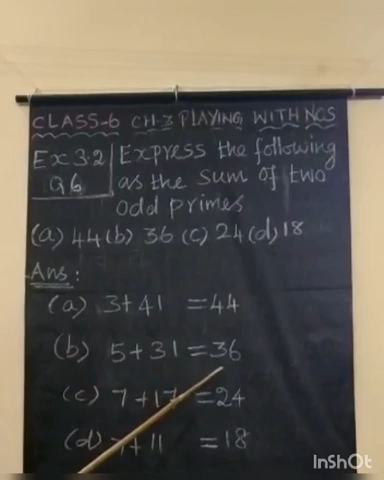 CLASS-6 CH-3 PLAYING WITH NOS
Ex 3.2 Express the following
Q6 as the sum of two
odd primes
(a) 44 (b) 36 (c) 24 (d) 18
Ans:
(a) 3+41 =44
(b) 5+31 =36
(c) 7+17 =24
(d) 7+11 =18
InShOt